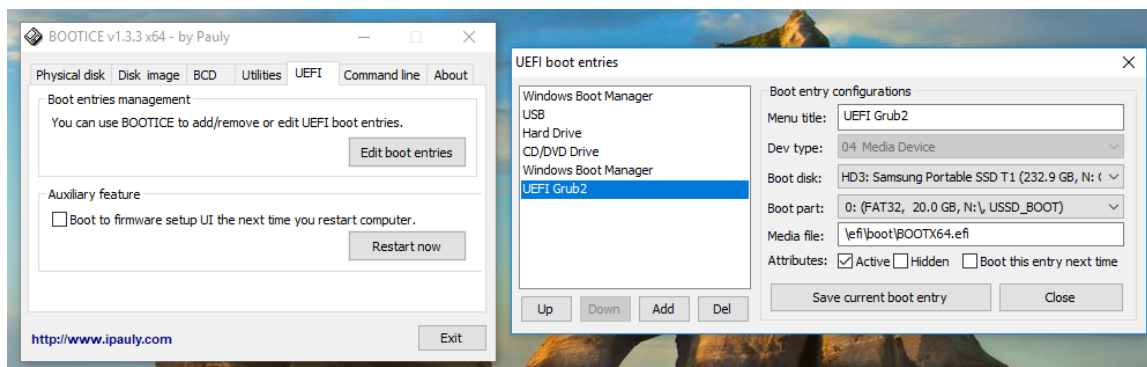 BOOTICE v1.3.3 x64 - by Pauly
Physical disk Disk image BCD Utilities UEFI Command line About
Boot entries management
You can use BOOTICE to add/remove or edit UEFI boot entries.
Edit boot entries
Auxiliary feature
Boot to firmware setup UI the next time you restart computer.
Restart now
http://www.ipauly.com
Exit
UEFI boot entries
Windows Boot Manager
USB
Hard Drive
CD/DVD Drive
Windows Boot Manager
UEFI Grub2
Up Down Add Del
Boot entry configurations
Menu title: UEFI Grub2
Dev type: 04 Media Device
Boot disk: HD3: Samsung Portable SSD T1 (232.9 GB, N: (
Boot part: 0: (FAT32, 20.0 GB, N:\, USSD_BOOT)
Media file: \efi\boot\BOOTX64.efi
Attributes: Active Hidden Boot this entry next time
Save current boot entry Close